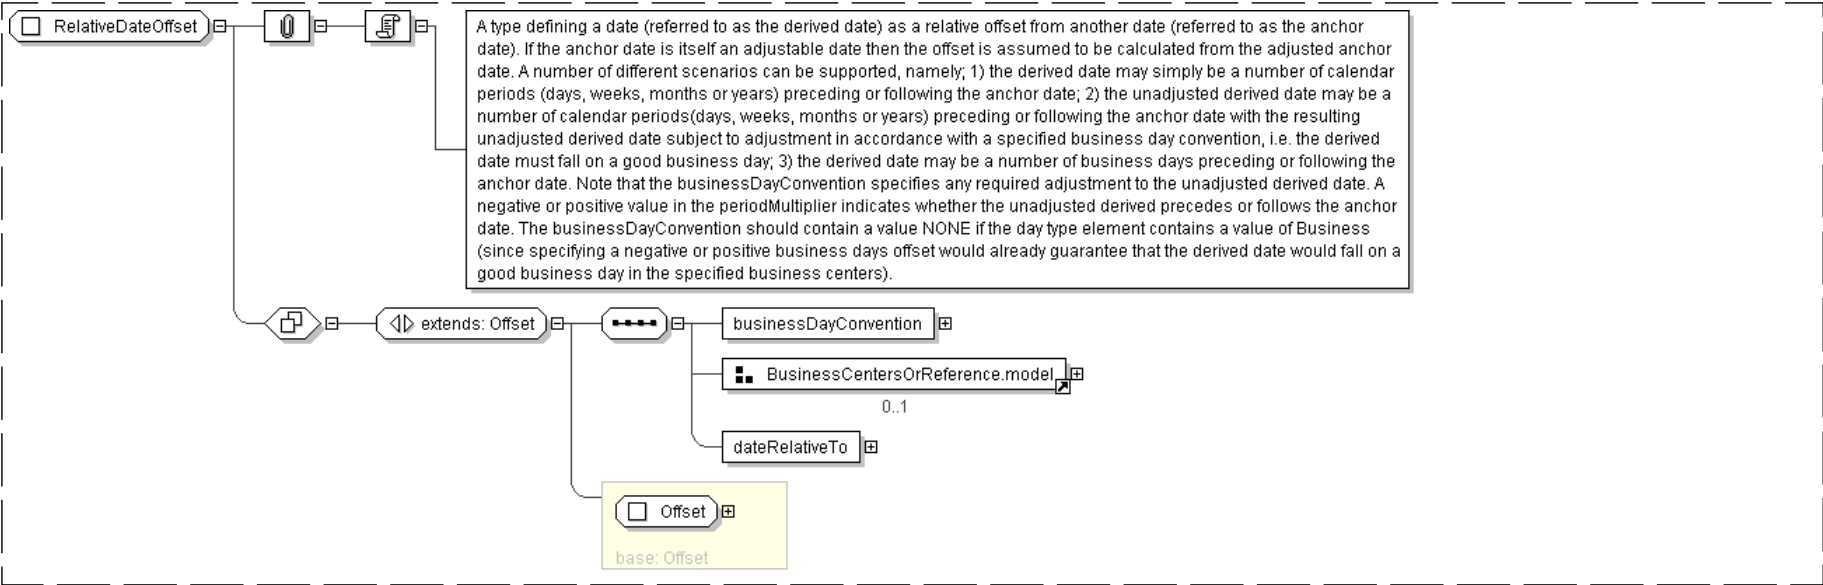 RelativeDateOffset
A type defining a date (referred to as the derived date) as a relative offset from another date (referred to as the anchor
date). If the anchor date is itself an adjustable date then the offset is assumed to be calculated from the adjusted anchor
date. A number of different scenarios can be supported, namely; 1) the derived date may simply be a number of calendar
periods (days, weeks, months or years) preceding or following the anchor date; 2) the unadjusted derived date may be a
number of calendar periods(days, weeks, months or years) preceding or following the anchor date with the resulting
unadjusted derived date subject to adjustment in accordance with a specified business day convention, i.e. the derived
date must fall on a good business day; 3) the derived date may be a number of business days preceding or following the
anchor date. Note that the businessDayConvention specifies any required adjustment to the unadjusted derived date. A
negative or positive value in the periodMultiplier indicates whether the unadjusted derived precedes or follows the anchor
date. The businessDayConvention should contain a value NONE if the day type element contains a value of Business
(since specifying a negative or positive business days offset would already guarantee that the derived date would fall on a
good business day in the specified business centers).
extends: Offset
businessDayConvention
BusinessCentersOrReference.model
0..1
dateRelativeTo
Offset
base: Offset